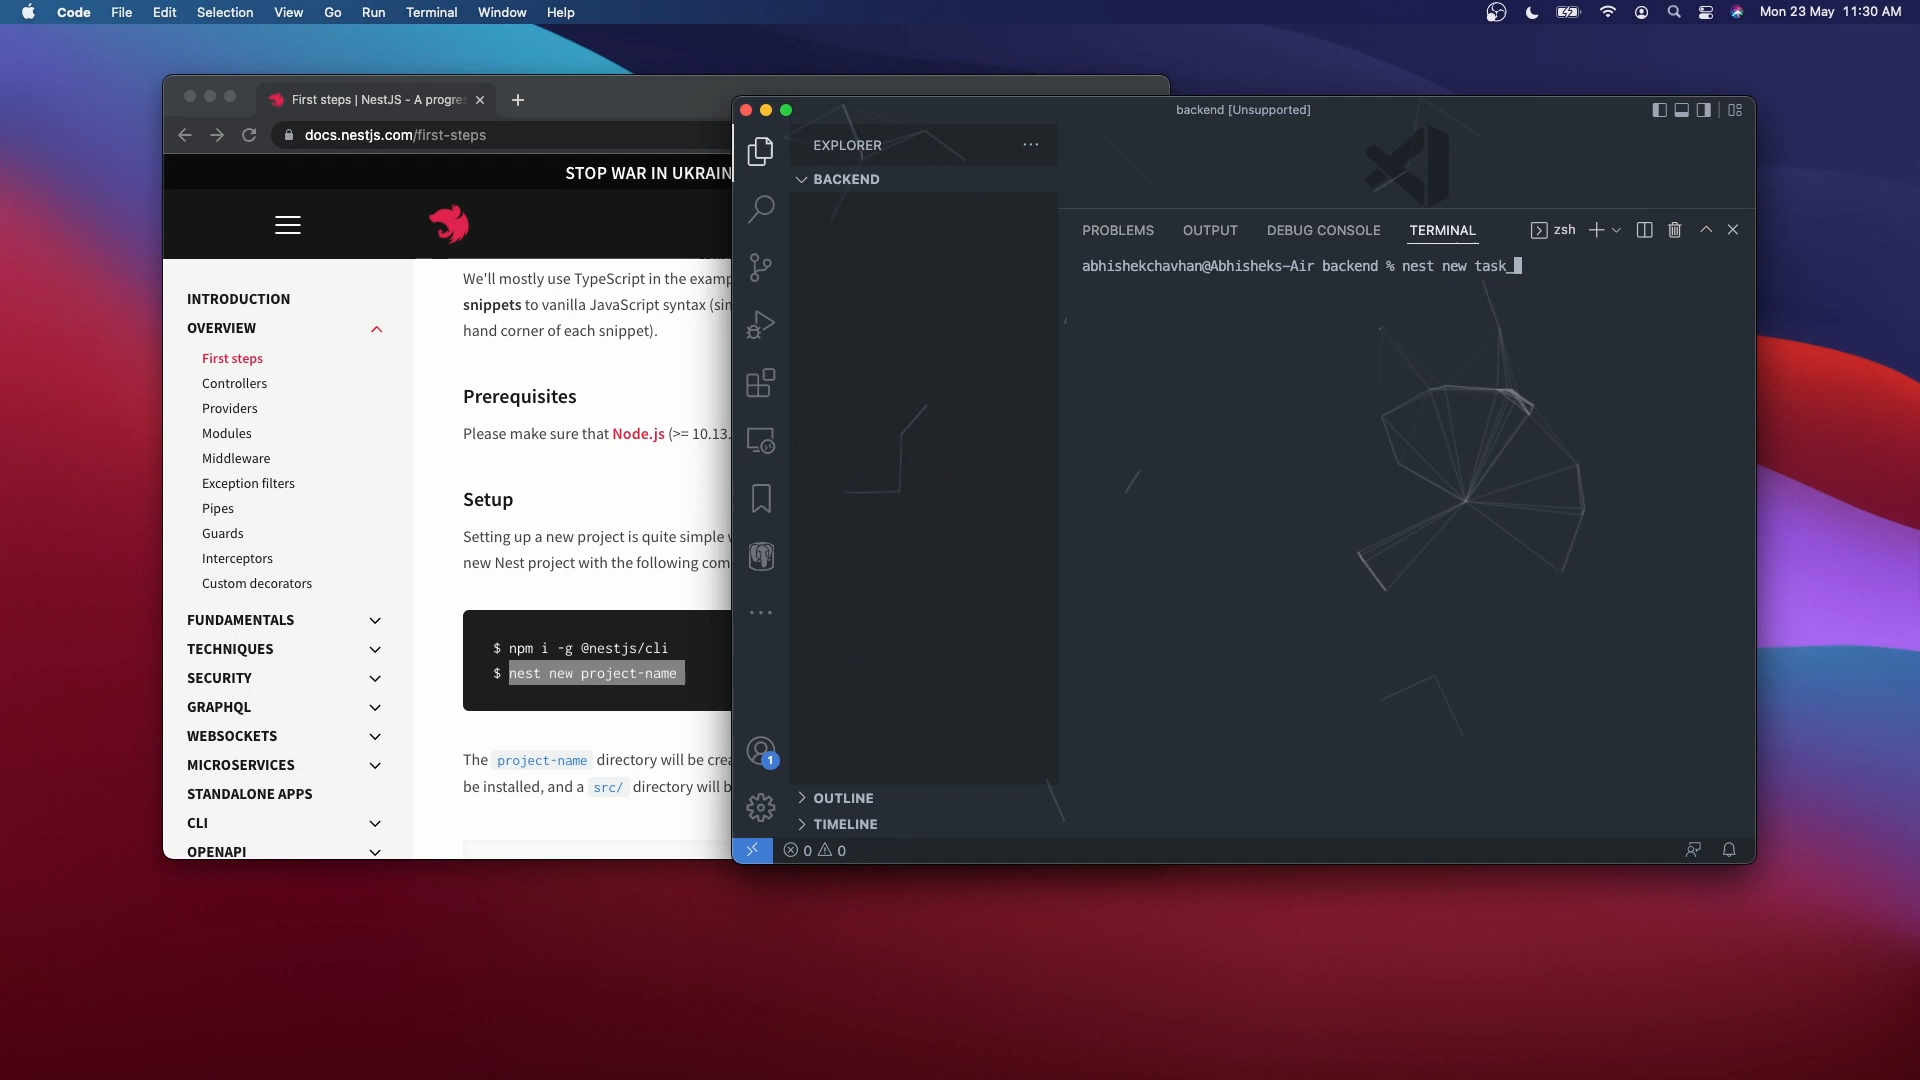 Code File Edit Selection View Go Run Terminal Window Help
Mon 23 May 11:30 AM
First steps | NestJS - A progres
docs.nestjs.com/first-steps
STOP WAR IN UKRAIN
INTRODUCTION
OVERVIEW
First steps
Controllers
Providers
Modules
Middleware
Exception filters
Pipes
Guards
Interceptors
Custom decorators
FUNDAMENTALS
TECHNIQUES
SECURITY
GRAPHQL
WEBSOCKETS
MICROSERVICES
STANDALONE APPS
CLI
OPENAPI
We'll mostly use TypeScript in the examp
snippets to vanilla JavaScript syntax (sin
hand corner of each snippet).
Prerequisites
Please make sure that Node.js (>= 10.13.
Setup
Setting up a new project is quite simple
new Nest project with the following com
$ npm i -g @nestjs/cli
$ nest new project-name
The project-name directory will be crea
be installed, and a src/ directory will b
backend [Unsupported]
EXPLORER
BACKEND
PROBLEMS OUTPUT DEBUG CONSOLE TERMINAL zsh
abhishekchavhan@Abhisheks-Air backend % nest new task_
1
OUTLINE
TIMELINE
0 0